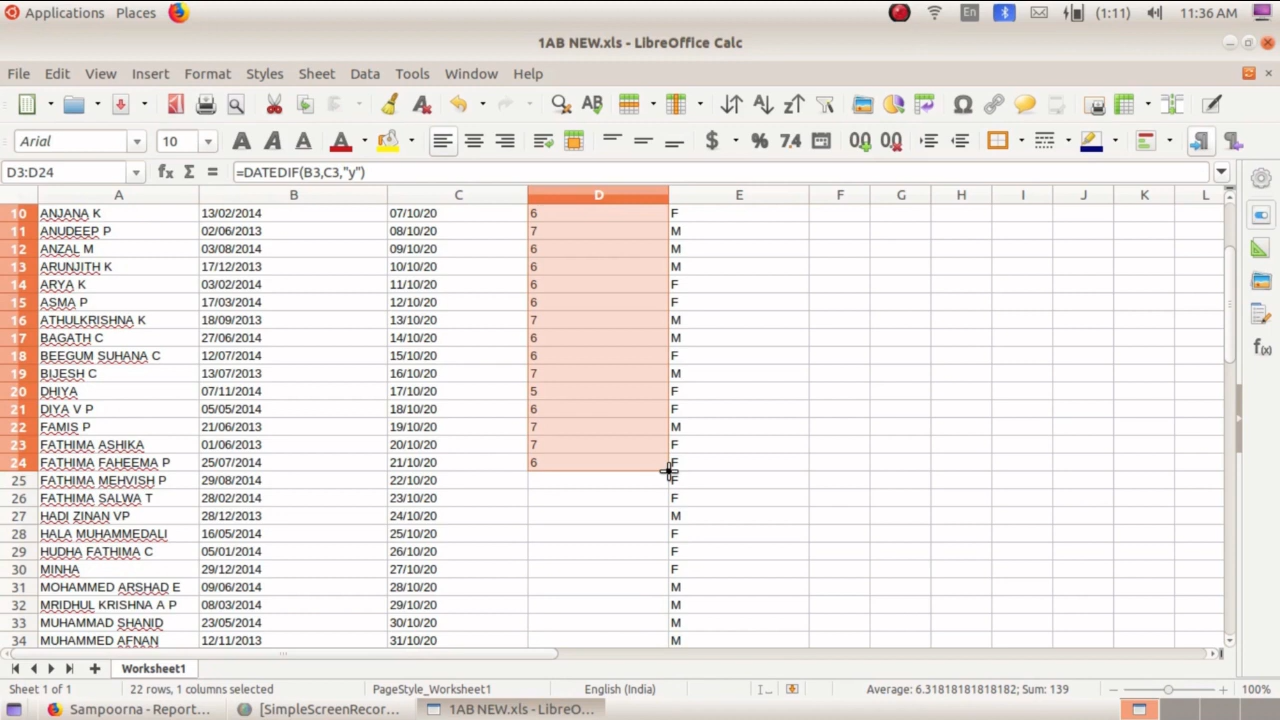 Applications Places En (1:11) 11:36 AM
1AB NEW.xls - LibreOffice Calc
File Edit View Insert Format Styles Sheet Data Tools Window Help
Arial 10 $ % 7.4
D3:D24 fx Σ = =DATEDIF(B3,C3,"y")
A B C D E F G H I J K L
10 ANJANA K 13/02/2014 07/10/20 6 F
11 ANUDEEP P 02/06/2013 08/10/20 7 M
12 ANZAL M 03/08/2014 09/10/20 6 M
13 ARUNJITH K 17/12/2013 10/10/20 6 M
14 ARYA K 03/02/2014 11/10/20 6 F
15 ASMA P 17/03/2014 12/10/20 6 F
16 ATHULKRISHNA K 18/09/2013 13/10/20 7 M
17 BAGATH C 27/06/2014 14/10/20 6 M
18 BEEGUM SUHANA C 12/07/2014 15/10/20 6 F
19 BIJESH C 13/07/2013 16/10/20 7 M
20 DHIYA 07/11/2014 17/10/20 5 F
21 DIYA V P 05/05/2014 18/10/20 6 F
22 FAMIS P 21/06/2013 19/10/20 7 M
23 FATHIMA ASHIKA 01/06/2013 20/10/20 7 F
24 FATHIMA FAHEEMA P 25/07/2014 21/10/20 6 F
25 FATHIMA MEHVISH P 29/08/2014 22/10/20 F
26 FATHIMA SALWA T 28/02/2014 23/10/20 F
27 HADI ZINAN VP 28/12/2013 24/10/20 M
28 HALA MUHAMMEDALI 16/05/2014 25/10/20 F
29 HUDHA FATHIMA C 05/01/2014 26/10/20 F
30 MINHA 29/12/2014 27/10/20 F
31 MOHAMMED ARSHAD E 09/06/2014 28/10/20 M
32 MRIDHUL KRISHNA A P 08/03/2014 29/10/20 M
33 MUHAMMAD SHANID 23/05/2014 30/10/20 M
34 MUHAMMED AFNAN 12/11/2013 31/10/20 M
Worksheet1
Sheet 1 of 1 22 rows, 1 columns selected PageStyle_Worksheet1 English (India) Average: 6.31818181818182; Sum: 139 100%
Sampoorna - Report... [SimpleScreenRecor... 1AB NEW.xls - LibreO...